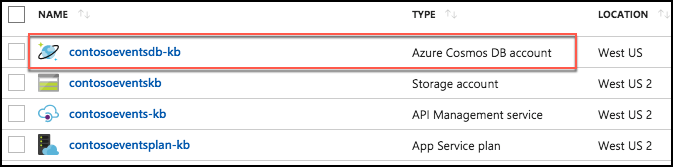 NAME TYPE LOCATION
contosoeventsdb-kb Azure Cosmos DB account West US
contosoeventskb Storage account West US 2
contosoevents-kb API Management service West US 2
contosoeventsplan-kb App Service plan West US 2